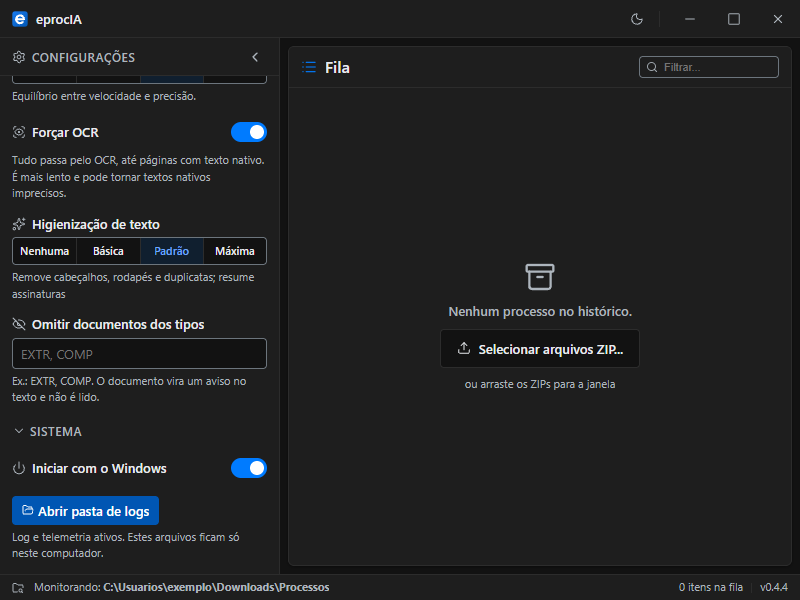 eprocIA
CONFIGURAÇÕES
Equilíbrio entre velocidade e precisão.
Forçar OCR
Tudo passa pelo OCR, até páginas com texto nativo.
É mais lento e pode tornar textos nativos
imprecisos.
Higienização de texto
Nenhuma Básica Padrão Máxima
Remove cabeçalhos, rodapés e duplicatas; resume
assinaturas
Omitir documentos dos tipos
EXTR, COMP
Ex.: EXTR, COMP. O documento vira um aviso no
texto e não é lido.
SISTEMA
Iniciar com o Windows
Abrir pasta de logs
Log e telemetria ativos. Estes arquivos ficam só
neste computador.
Fila
Filtrar...
Nenhum processo no histórico.
Selecionar arquivos ZIP...
ou arraste os ZIPs para a janela
Monitorando: C:\Usuarios\exemplo\Downloads\Processos
0 itens na fila
v0.4.4